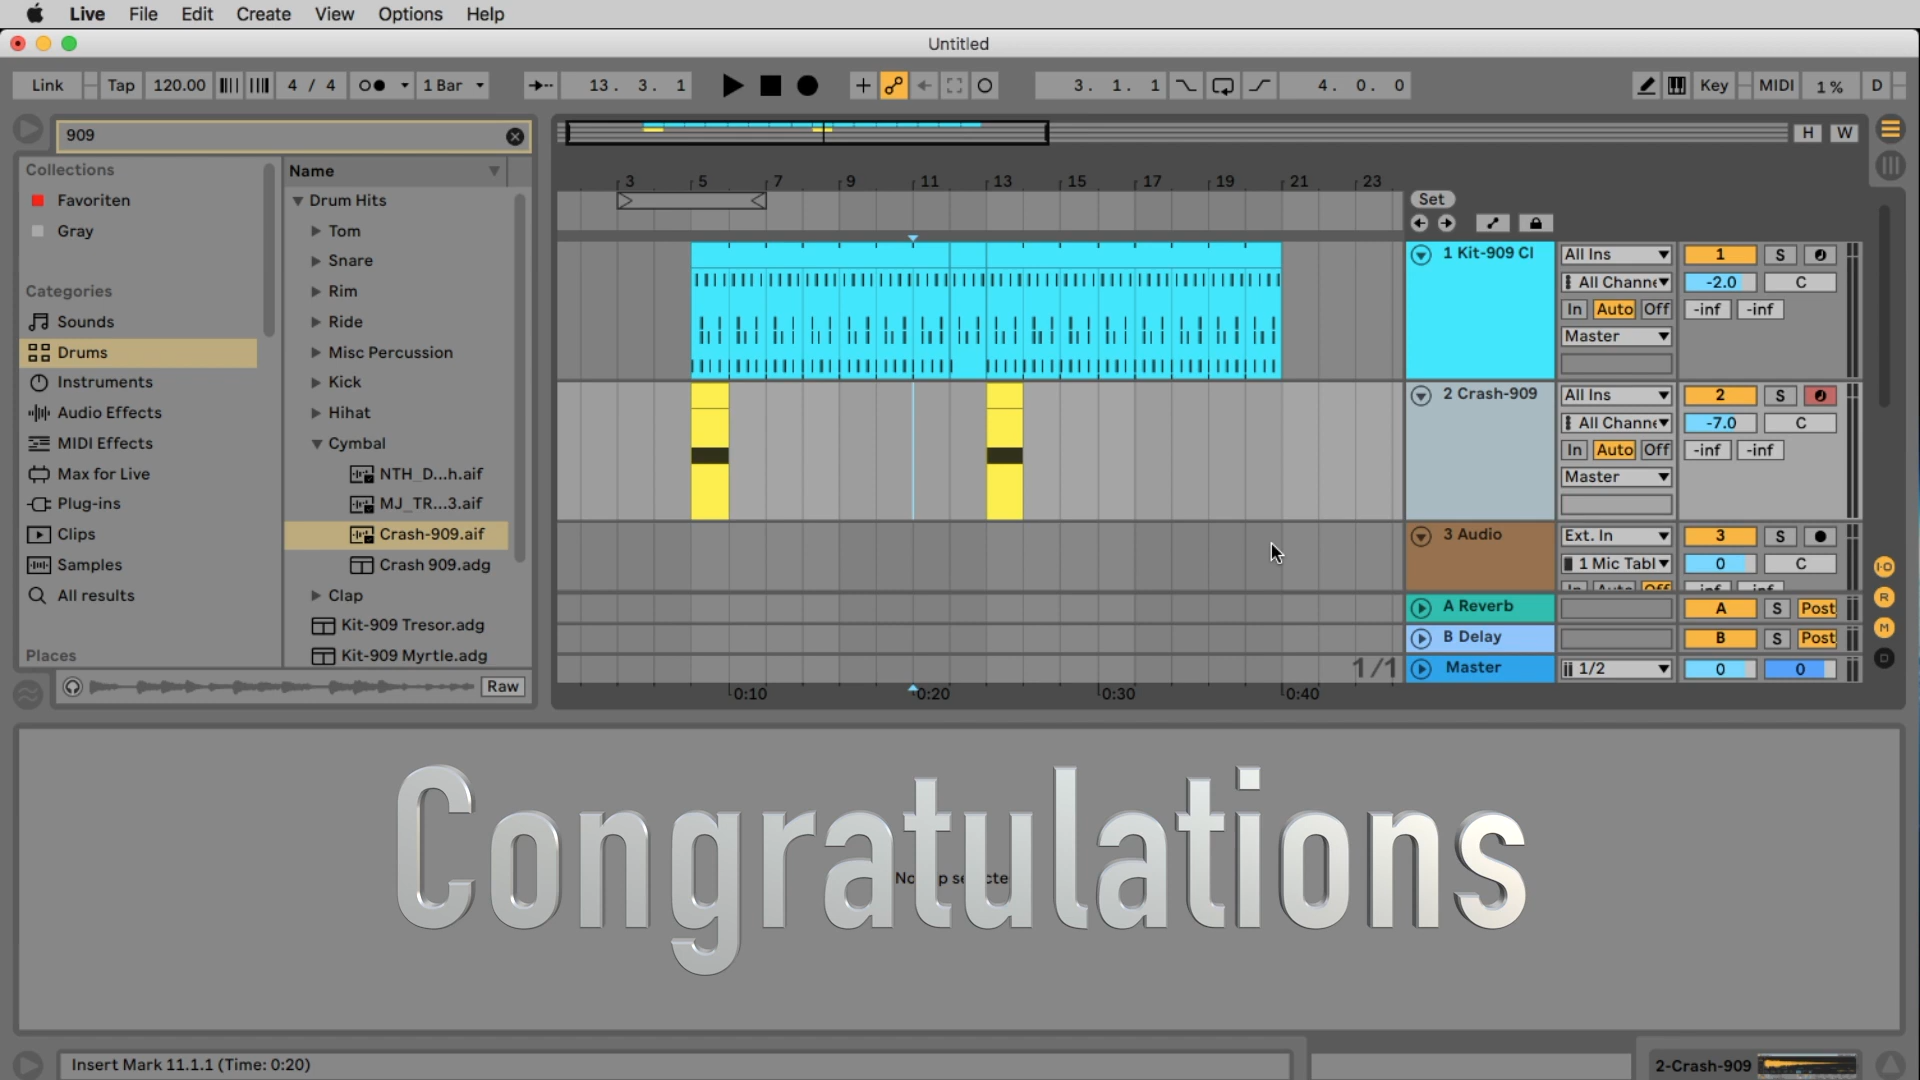 Live File Edit Create View Options Help
Untitled
Link Tap 120.00 4 / 4 1 Bar 13. 3. 1 3. 1. 1 4. 0. 0 Key MIDI 1 % D
909
H W
Collections
Name
Favoriten
Gray
Categories
Sounds
Drums
Instruments
Audio Effects
MIDI Effects
Max for Live
Plug-ins
Clips
Samples
All results
Places
Drum Hits
Tom
Snare
Rim
Ride
Misc Percussion
Kick
Hihat
Cymbal
NTH_D...h.aif
MJ_TR...3.aif
Crash-909.aif
Crash 909.adg
Clap
Kit-909 Tresor.adg
Kit-909 Myrtle.adg
Raw
3 5 7 9 11 13 15 17 19 21 23
Set
1 Kit-909 Cl All Ins 1 S
All Channe -2.0 C
In Auto Off -inf -inf
Master
2 Crash-909 All Ins 2 S
All Channe -7.0 C
In Auto Off -inf -inf
Master
3 Audio Ext. In 3 S
1 Mic Tabl 0 C
In Auto Off -inf -inf
A Reverb A S Post
B Delay B S Post
1/1 Master 1/2 0 0
0:10 0:20 0:30 0:40
I·O
R
M
D
Congratulations
Insert Mark 11.1.1 (Time: 0:20)
2-Crash-909